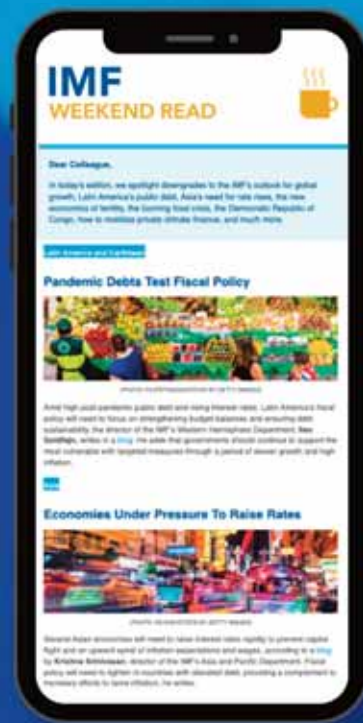 IMF
WEEKEND READ
Dear Colleague,
In today's edition, we spotlight downgrades to the IMF's outlook for global
growth, Latin America's public debt, Asia's need for rate rises, the new
economics of fertility, the looming food crisis, the Democratic Republic of
Congo, how to mobilize private climate finance, and much more.
Latin America and Caribbean
Pandemic Debts Test Fiscal Policy
BY GETTY IMAGES)
Amid high post-pandemic public debt and rising interest rates, Latin America's fiscal
policy will need to focus on strengthening budget balances and ensuring debt
sustainability, the director of the IMF's Western Hemisphere Department, Ilan
Goldfajn, writes in a blog. He adds that governments should continue to support the
most vulnerable with targeted measures through a period of slower growth and high
inflation.
Asia
Economies Under Pressure To Raise Rates
BY GETTY IMAGES)
Several Asian economies will need to raise interest rates rapidly to prevent capital
flight and an upward spiral of inflation expectations and wages, according to a blog
by Krishna Srinivasan, director of the IMF's Asia and Pacific Department. Fiscal
policy will need to tighten in countries with elevated debt, providing a complement to
monetary efforts to tame inflation, he writes.